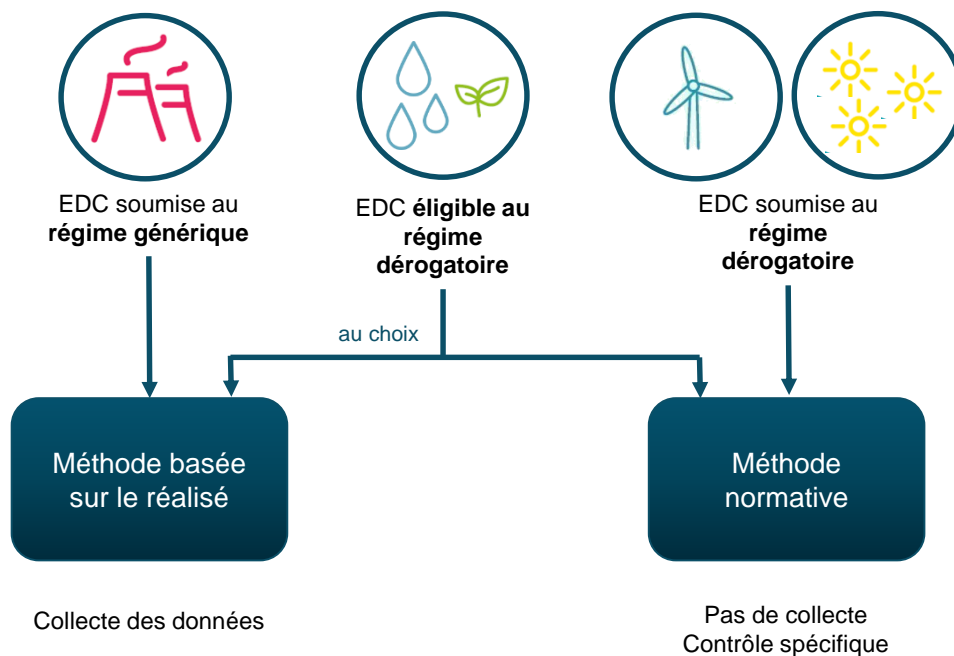 EDC soumise au
régime générique
EDC éligible au
régime
dérogatoire
EDC soumise au
régime
dérogatoire
au choix
Méthode basée
sur le réalisé
Méthode
normative
Collecte des données
Pas de collecte
Contrôle spécifique